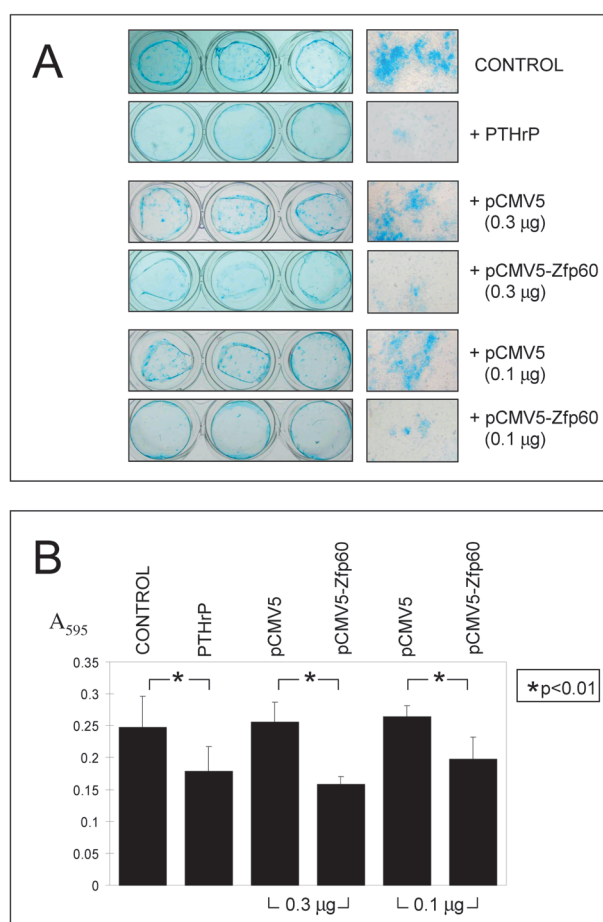 A
CONTROL
+ PTHrP
+ pCMV5
(0.3 μg)
+ pCMV5-Zfp60
(0.3 μg)
+ pCMV5
(0.1 μg)
+ pCMV5-Zfp60
(0.1 μg)
B
A595
CONTROL
PTHrP
pCMV5
pCMV5-Zfp60
pCMV5
pCMV5-Zfp60
0.35
0.3
0.25
0.2
0.15
0.1
0.05
0
*
*
*
*p<0.01
0.3 μg
0.1 μg